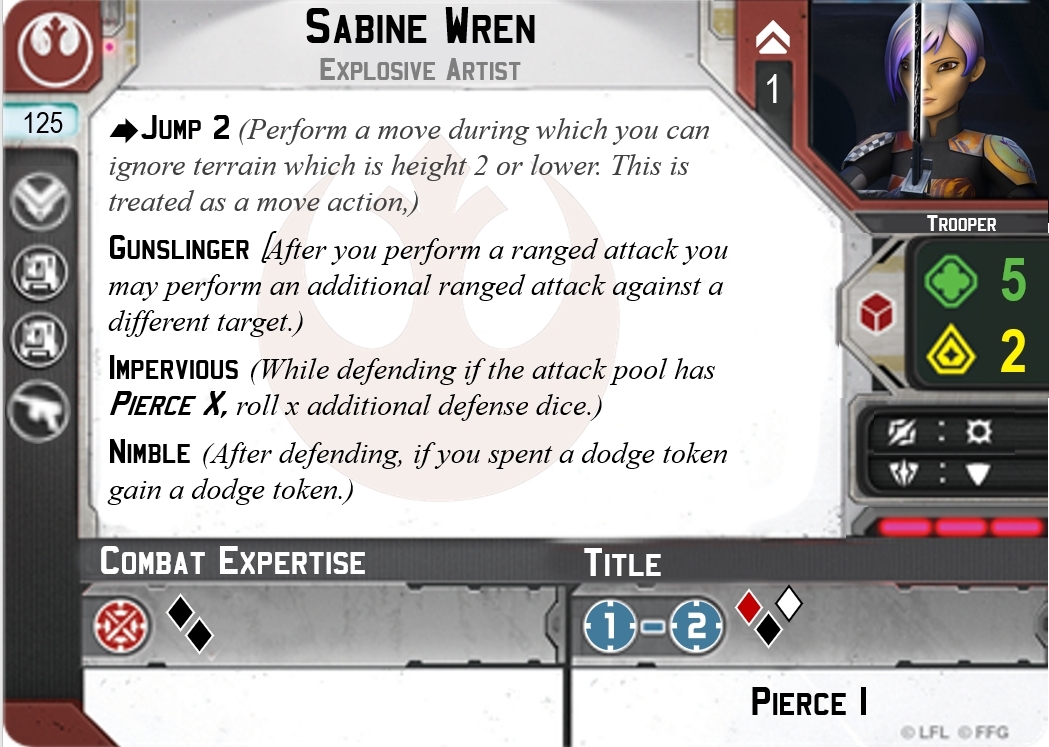 SABINE WREN
EXPLOSIVE ARTIST
1
125
JUMP 2 (Perform a move during which you can
ignore terrain which is height 2 or lower. This is
treated as a move action,)
GUNSLINGER [After you perform a ranged attack you
may perform an additional ranged attack against a
different target.)
IMPERVIOUS (While defending if the attack pool has
PIERCE X, roll x additional defense dice.)
NIMBLE (After defending, if you spent a dodge token
gain a dodge token.)
TROOPER
5
2
:
:
COMBAT EXPERTISE
TITLE
1 - 2
PIERCE I
© LFL © FFG